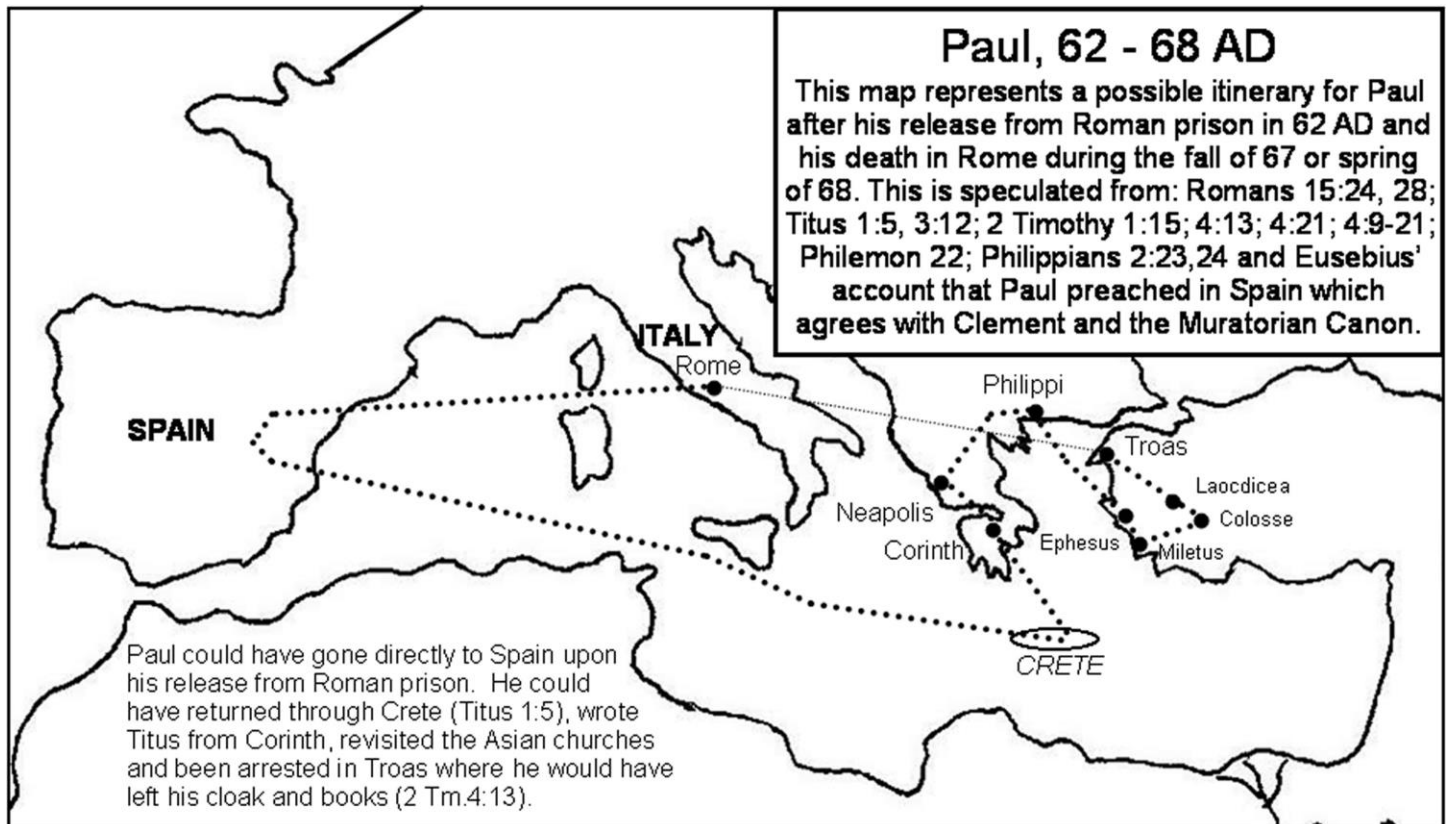 Paul, 62 - 68 AD
This map represents a possible itinerary for Paul
after his release from Roman prison in 62 AD and
his death in Rome during the fall of 67 or spring
of 68. This is speculated from: Romans 15:24, 28;
Titus 1:5, 3:12; 2 Timothy 1:15; 4:13; 4:21; 4:9-21;
Philemon 22; Philippians 2:23,24 and Eusebius’
account that Paul preached in Spain which
agrees with Clement and the Muratorian Canon.
ITALY
Rome
Philippi
SPAIN
Troas
Laocdicea
Neapolis
Colosse
Corinth
Ephesus
Miletus
CRETE
Paul could have gone directly to Spain upon
his release from Roman prison. He could
have returned through Crete (Titus 1:5), wrote
Titus from Corinth, revisited the Asian churches
and been arrested in Troas where he would have
left his cloak and books (2 Tm.4:13).